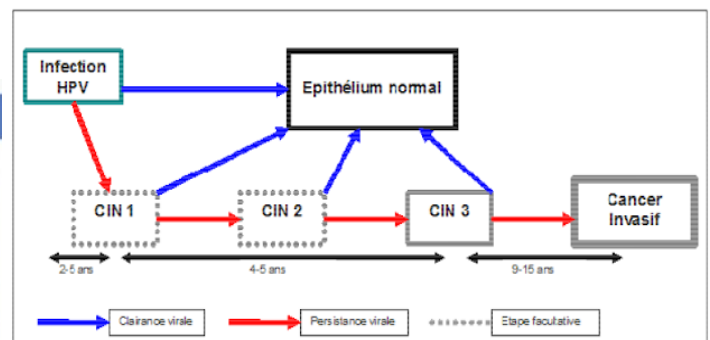 Infection
HPV
Epithélium normal
CIN 1
CIN 2
CIN 3
Cancer
Invasif
2-5 ans
4-5 ans
9-15 ans
Clairance virale
Persistance virale
Etape facultative